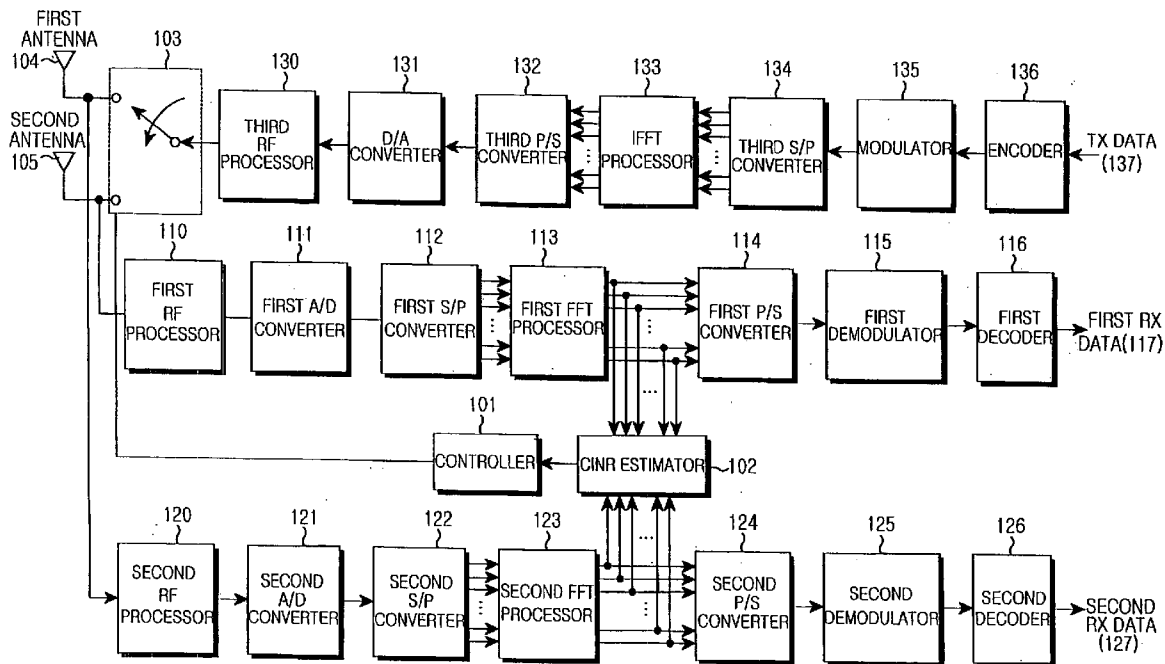 FIRST
ANTENNA
104
103
130
131
132
133
134
135
136
SECOND
ANTENNA
105
THIRD
RF
PROCESSOR
D/A
CONVERTER
THIRD P/S
CONVERTER
IFFT
PROCESSOR
THIRD S/P
CONVERTER
MODULATOR
ENCODER
TX DATA
(137)
110
111
112
113
114
115
116
FIRST
RF
PROCESSOR
FIRST A/D
CONVERTER
FIRST S/P
CONVERTER
FIRST FFT
PROCESSOR
FIRST P/S
CONVERTER
FIRST
DEMODULATOR
FIRST
DECODER
FIRST RX
DATA(117)
101
CONTROLLER
CINR ESTIMATOR
102
120
121
122
123
124
125
126
SECOND
RF
PROCESSOR
SECOND
A/D
CONVERTER
SECOND
S/P
CONVERTER
SECOND FFT
PROCESSOR
SECOND
P/S
CONVERTER
SECOND
DEMODULATOR
SECOND
DECODER
SECOND
RX DATA
(127)